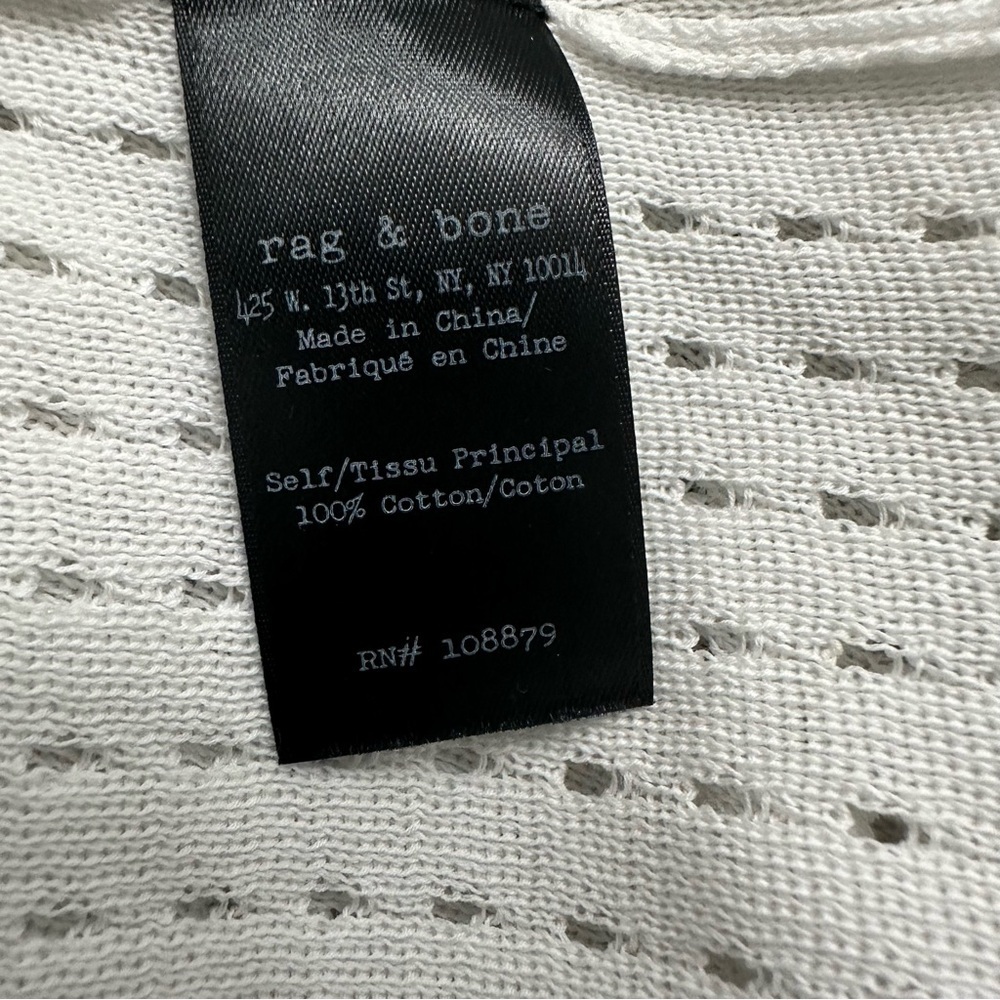 rag & bone
425 W. 13th St, NY, NY 10014
Made in China/
Fabriqué en Chine
Self/Tissu Principal
100% Cotton/Coton
RN# 108879